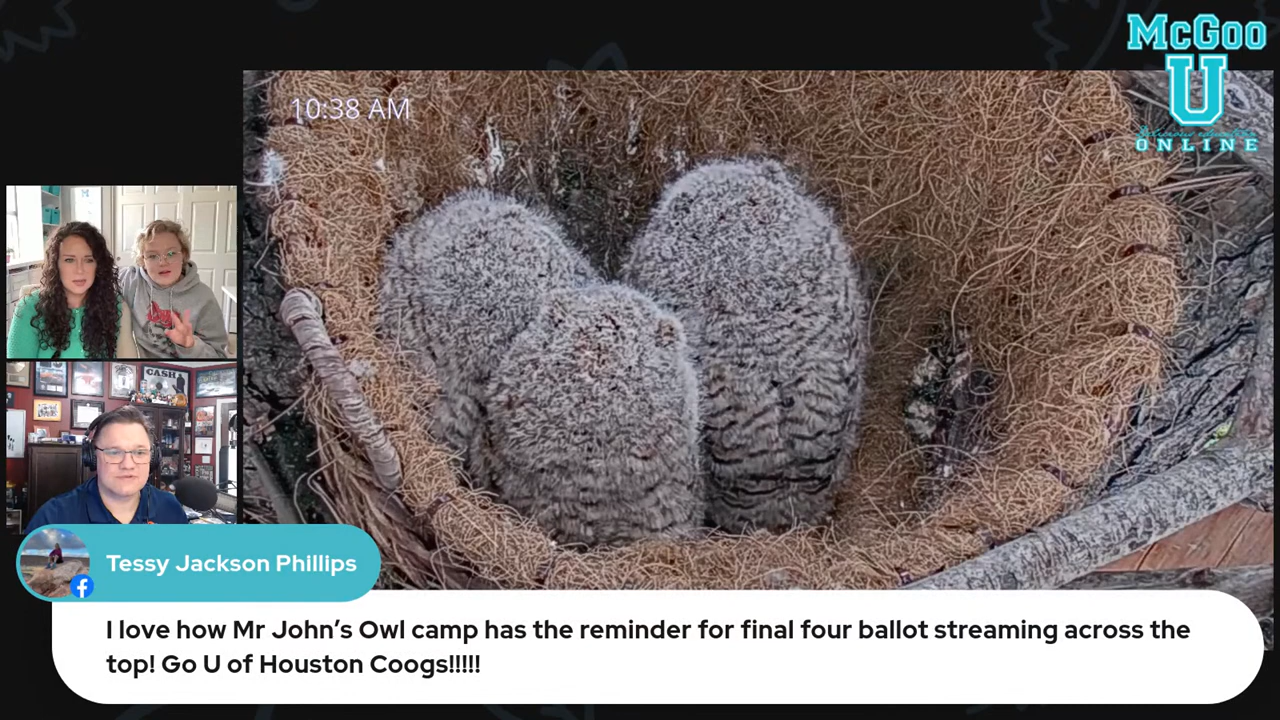 McGoo
U
ONLINE
10:38 AM
CASH
Tessy Jackson Phillips
I love how Mr John’s Owl camp has the reminder for final four ballot streaming across the
top! Go U of Houston Coogs!!!!!